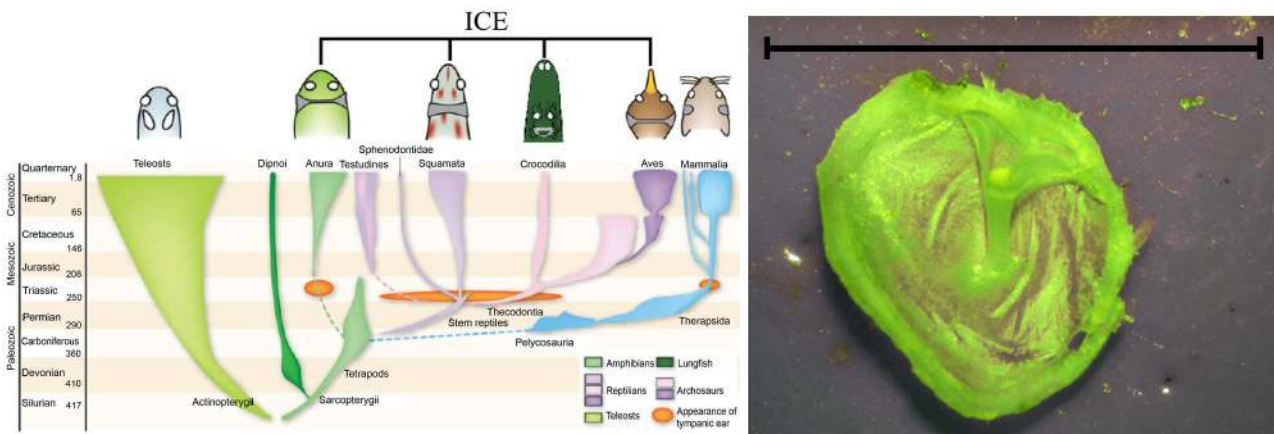 ICE
Sphenodontidae
Teleosts
Dipnoi
Anura
Testudines
Squamata
Crocodilia
Aves
Mammalia
Cenozoic
Mesozoic
Paleozoic
Quarternary
1.8
Tertiary
65
Cretaceous
146
Jurassic
208
Triassic
250
Permian
290
Carboniferous
360
Devonian
410
Silurian
417
Thecodontia
Stem reptiles
Therapsida
Pelycosauria
Tetrapods
Actinopterygii
Sarcopterygii
Amphibians
Lungfish
Reptilians
Archosaurs
Teleosts
Appearance of
tympanic ear